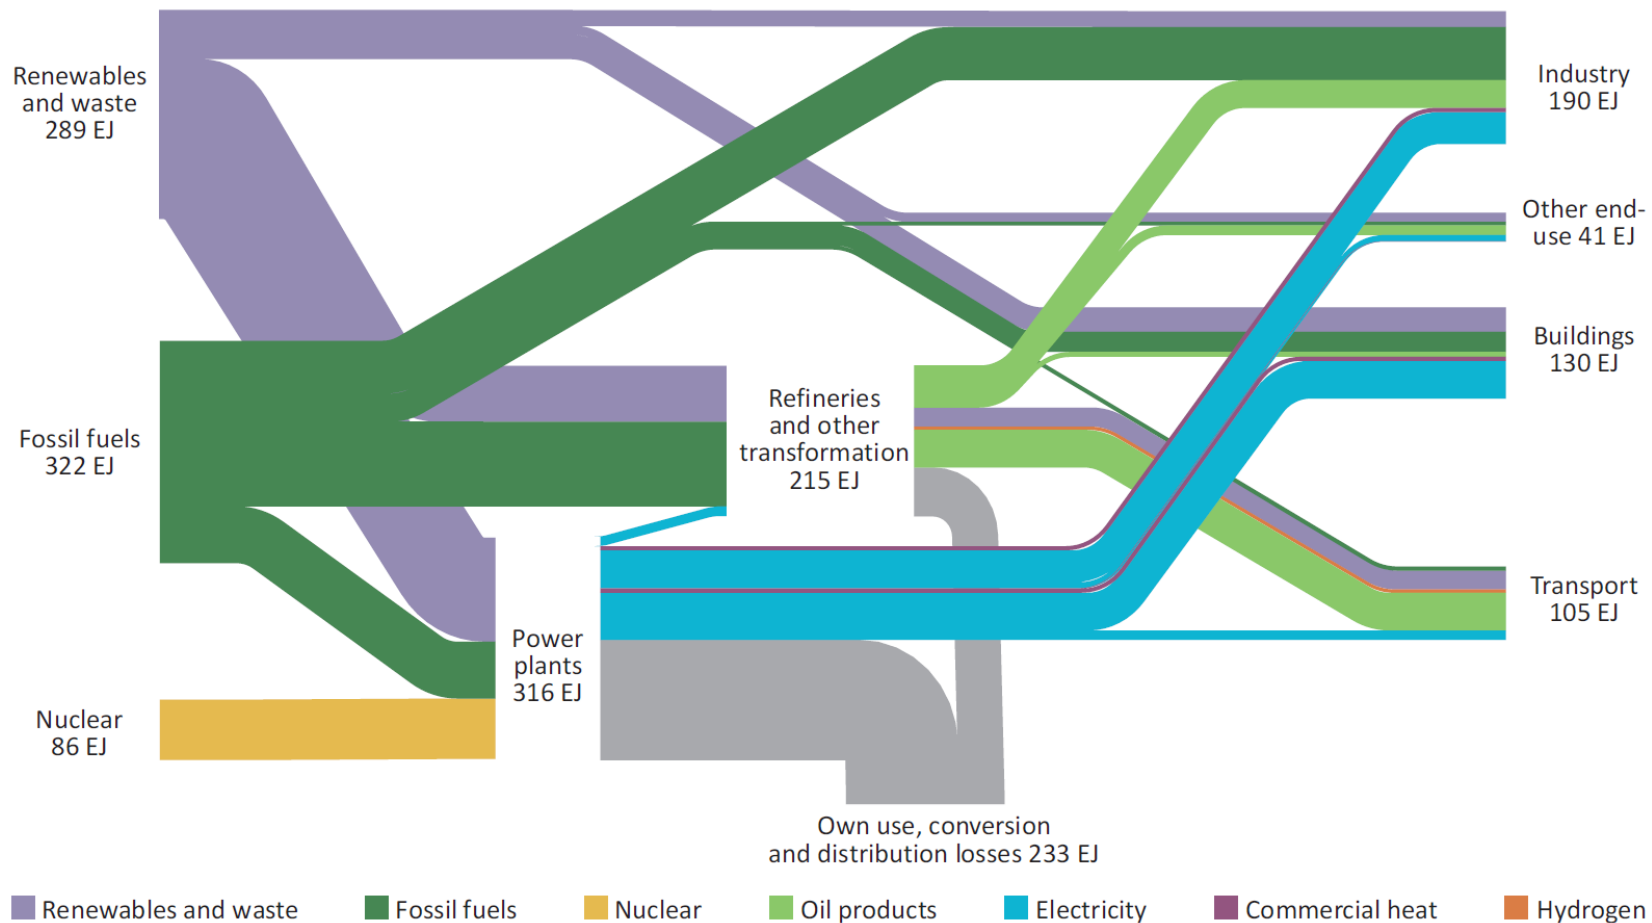 Renewables
and waste
289 EJ
Fossil fuels
322 EJ
Nuclear
86 EJ
Refineries
and other
transformation
215 EJ
Power
plants
316 EJ
Own use, conversion
and distribution losses 233 EJ
Industry
190 EJ
Other end-
use 41 EJ
Buildings
130 EJ
Transport
105 EJ
Renewables and waste
Fossil fuels
Nuclear
Oil products
Electricity
Commercial heat
Hydrogen